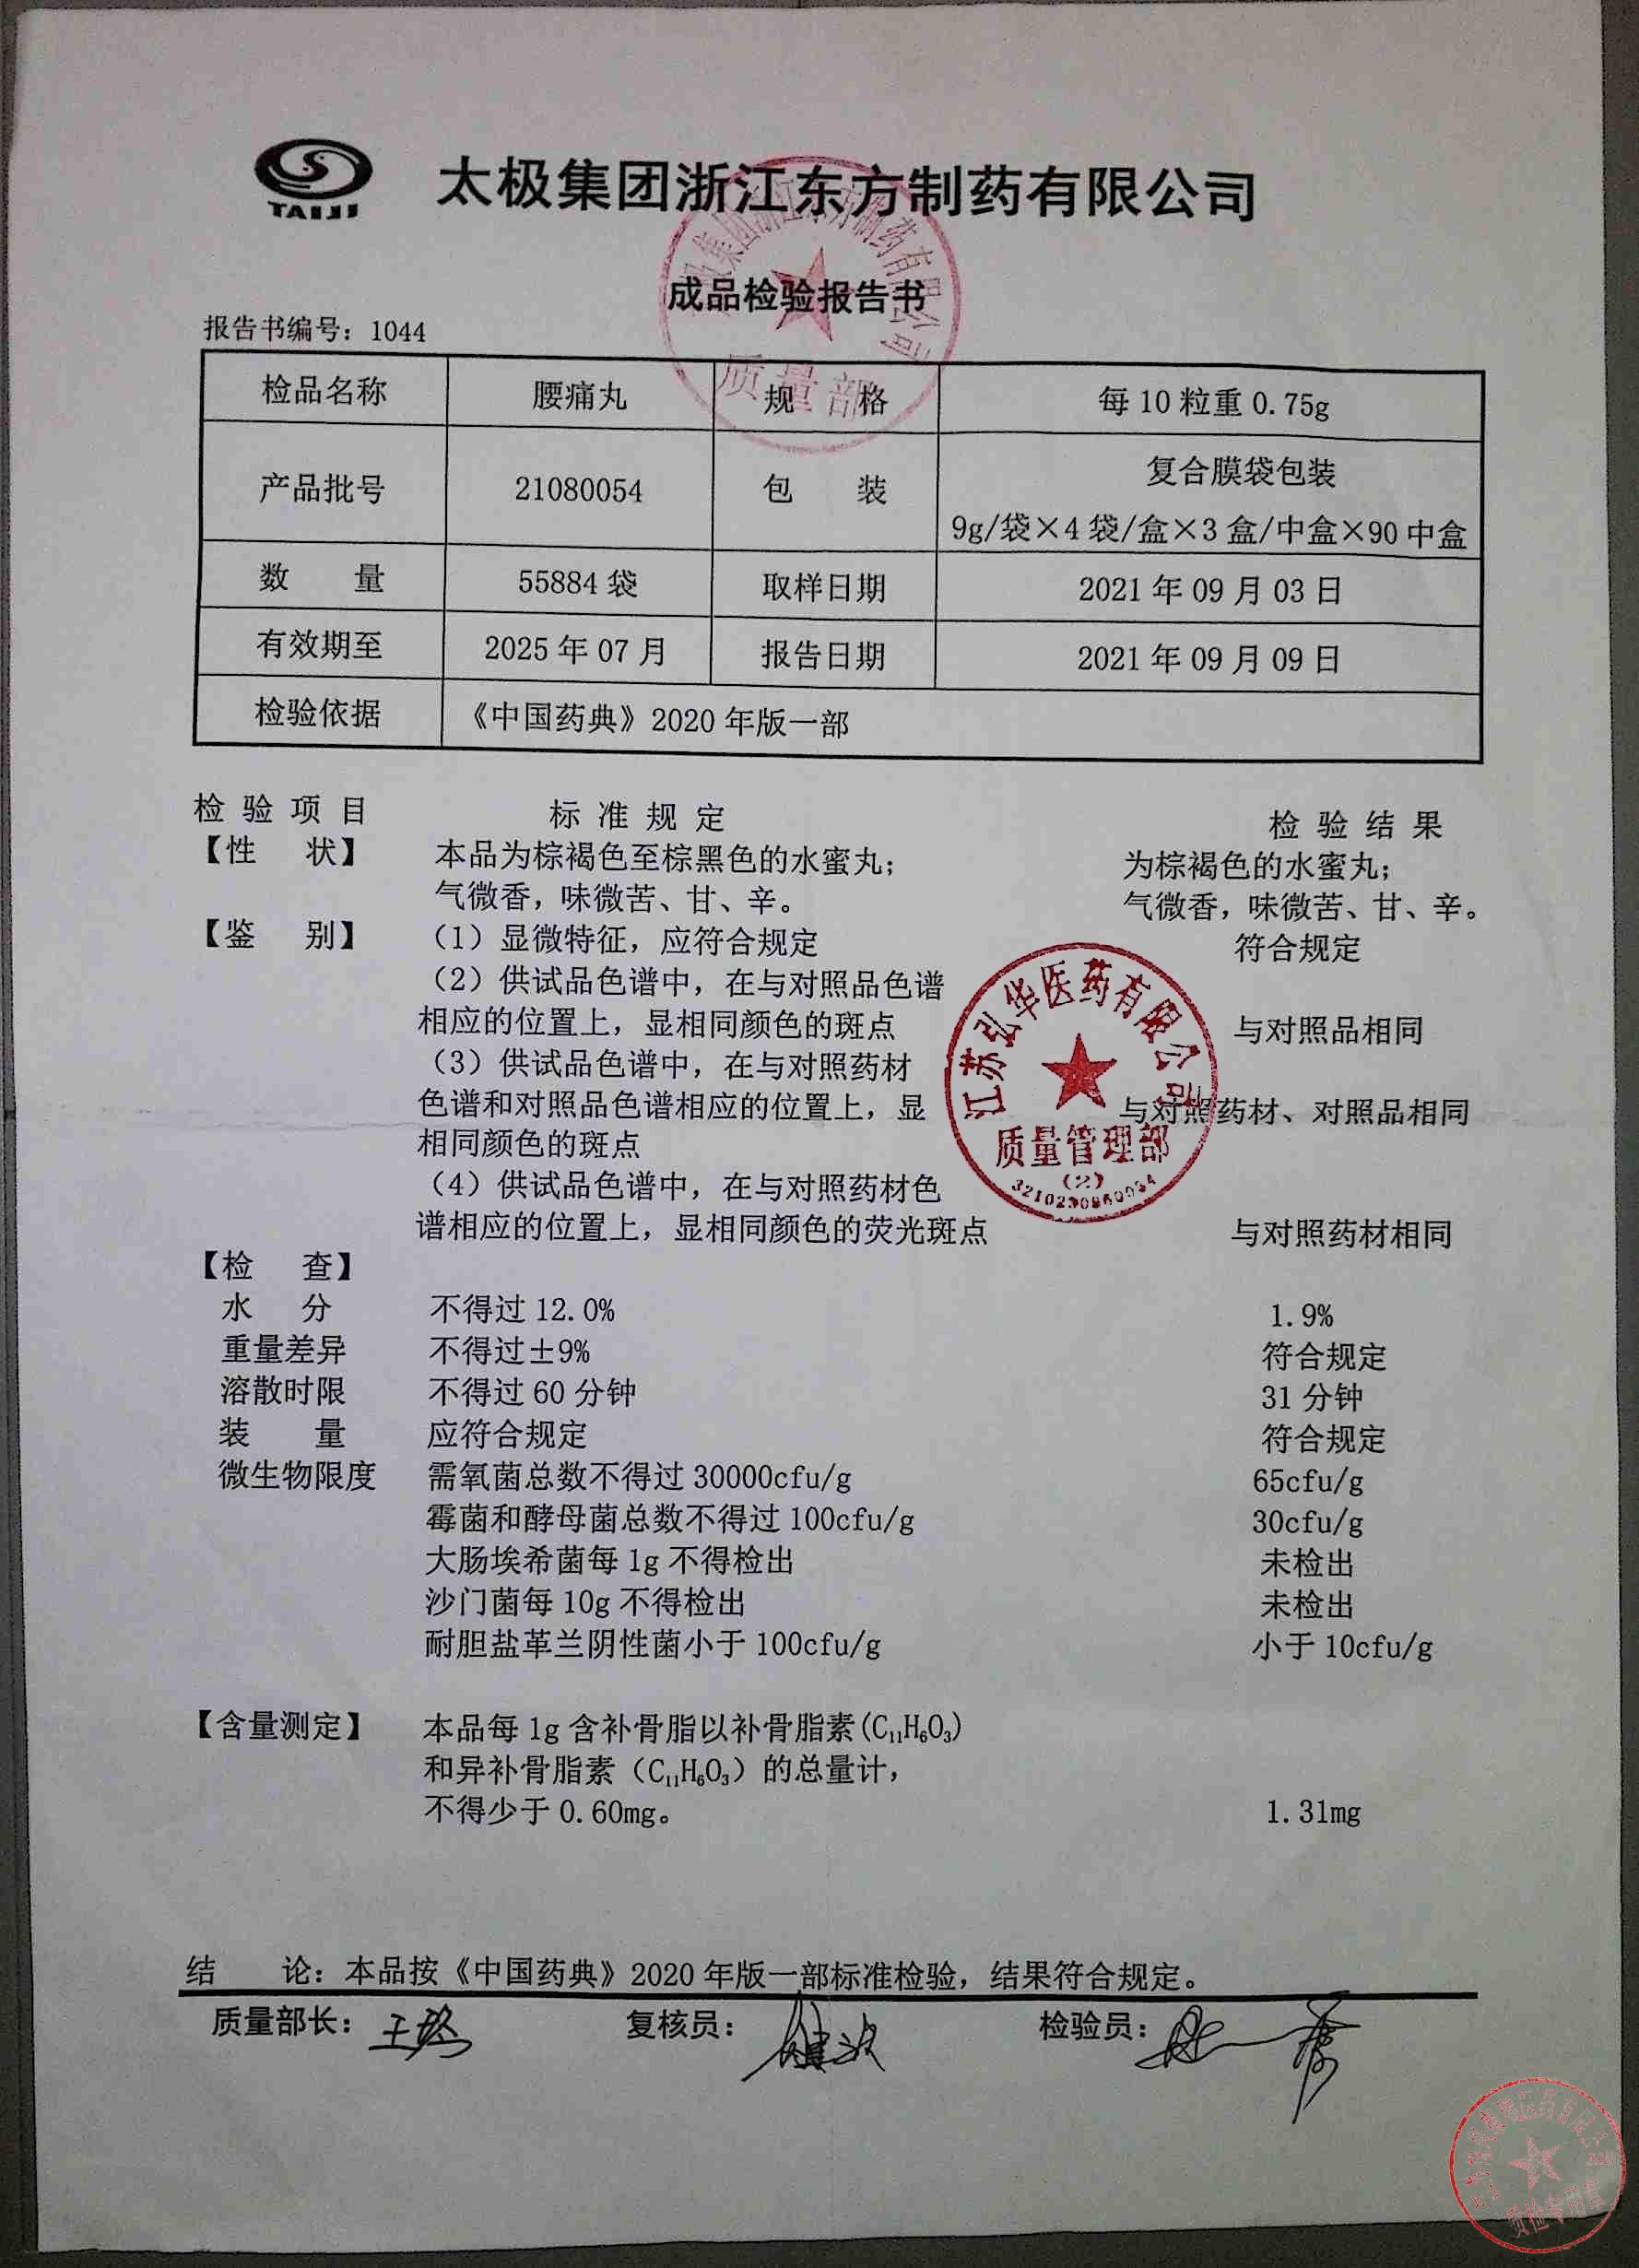 TAIJI
太极集团浙江东方制药有限公司
成品检验报告书
质量部
报告书编号：1044
检品名称 腰痛丸 规 格 每10粒重0.75g
产品批号 21080054 包 装 复合膜袋包装
9g/袋×4袋/盒×3盒/中盒×90中盒
数 量 55884袋 取样日期 2021年09月03日
有效期至 2025年07月 报告日期 2021年09月09日
检验依据 《中国药典》2020年版一部
检验项目 标准规定 检验结果
【性 状】 本品为棕褐色至棕黑色的水蜜丸； 为棕褐色的水蜜丸；
气微香，味微苦、甘、辛。 气微香，味微苦、甘、辛。
【鉴 别】 （1）显微特征，应符合规定 符合规定
（2）供试品色谱中，在与对照品色谱
相应的位置上，显相同颜色的斑点 与对照品相同
（3）供试品色谱中，在与对照药材
色谱和对照品色谱相应的位置上，显 与对照药材、对照品相同
相同颜色的斑点
（4）供试品色谱中，在与对照药材色
谱相应的位置上，显相同颜色的荧光斑点 与对照药材相同
江苏弘华医药有限公司
质量管理部
(2)
【检 查】
水 分 不得过12.0% 1.9%
重量差异 不得过±9% 符合规定
溶散时限 不得过60分钟 31分钟
装 量 应符合规定 符合规定
微生物限度 需氧菌总数不得过30000cfu/g 65cfu/g
霉菌和酵母菌总数不得过100cfu/g 30cfu/g
大肠埃希菌每1g不得检出 未检出
沙门菌每10g不得检出 未检出
耐胆盐革兰阴性菌小于100cfu/g 小于10cfu/g
【含量测定】 本品每1g含补骨脂以补骨脂素(C₁₁H₆O₃)
和异补骨脂素（C₁₁H₆O₃）的总量计，
不得少于0.60mg。 1.31mg
结 论：本品按《中国药典》2020年版一部标准检验，结果符合规定。
质量部长： 复核员： 检验员：
质检专用章